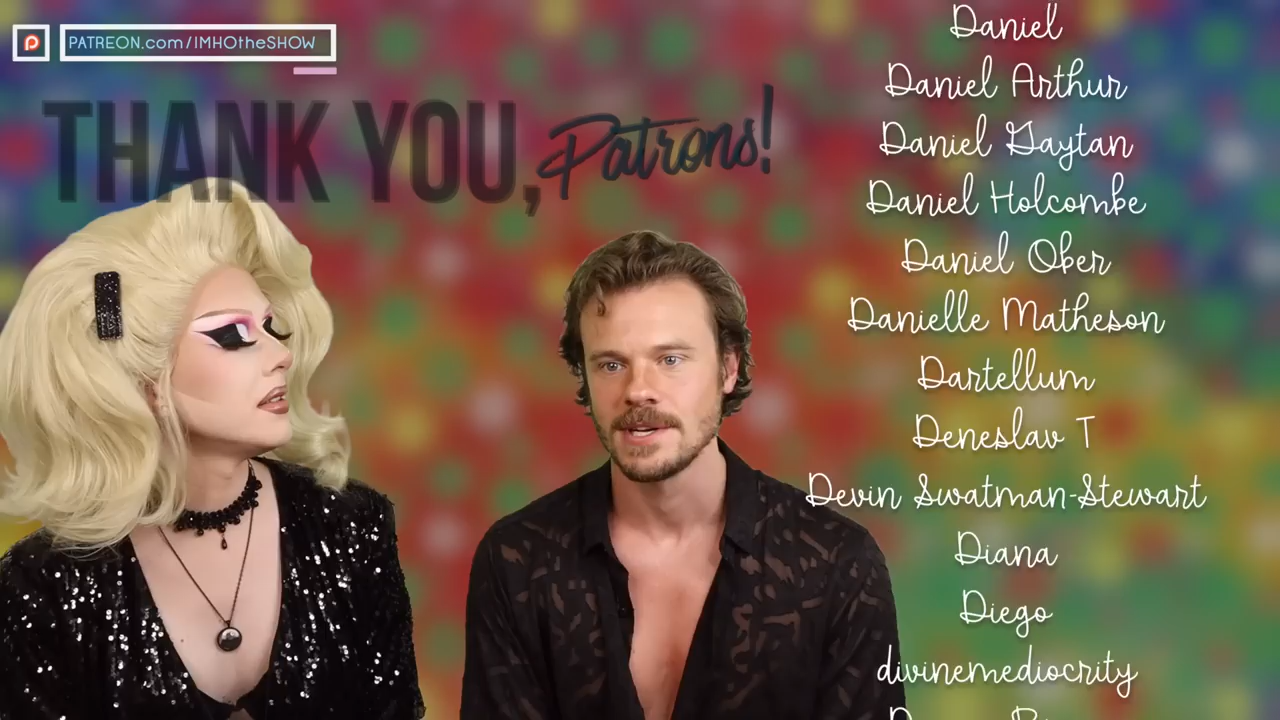 PATREON.com/IMHOtheSHOW
THANK YOU, Patrons!
Daniel
Daniel Arthur
Daniel Gaytan
Daniel Holcombe
Daniel Ober
Danielle Matheson
Dartellum
Deneslav T
Devin Swatman-Stewart
Diana
Diego
divinemediocrity